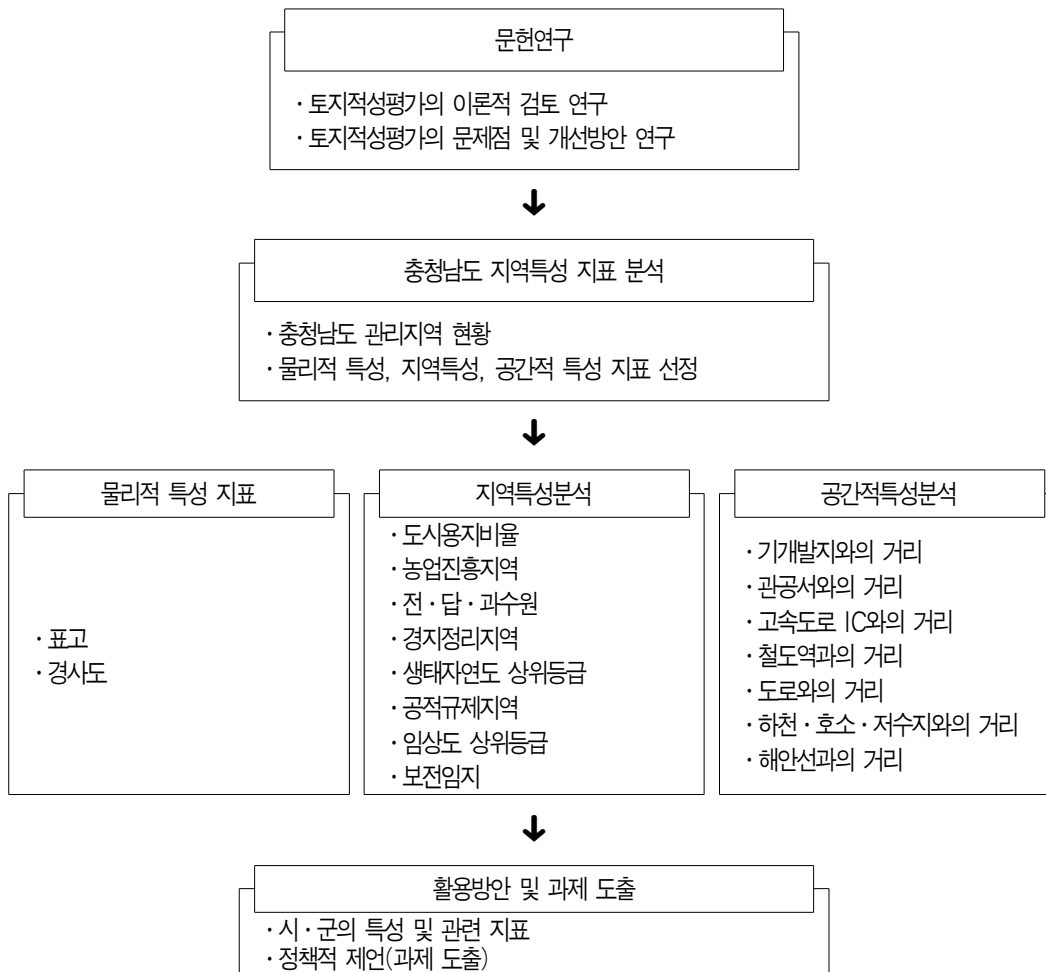 문헌연구
· 토지적성평가의 이론적 검토 연구
· 토지적성평가의 문제점 및 개선방안 연구
충청남도 지역특성 지표 분석
· 충청남도 관리지역 현황
· 물리적 특성, 지역특성, 공간적 특성 지표 선정
물리적 특성 지표
· 표고
· 경사도
지역특성분석
· 도시용지비율
· 농업진흥지역
· 전 · 답 · 과수원
· 경지정리지역
· 생태자연도 상위등급
· 공적규제지역
· 임상도 상위등급
· 보전임지
공간적특성분석
· 기개발지와의 거리
· 관공서와의 거리
· 고속도로 IC와의 거리
· 철도역과의 거리
· 도로와의 거리
· 하천 · 호소 · 저수지와의 거리
· 해안선과의 거리
활용방안 및 과제 도출
· 시 · 군의 특성 및 관련 지표
· 정책적 제언(과제 도출)